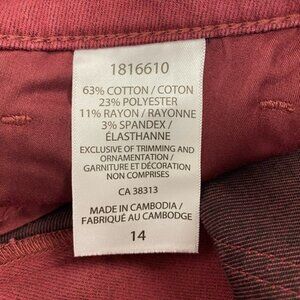 1816610
63% COTTON / COTON
23% POLYESTER
11% RAYON / RAYONNE
3% SPANDEX /
ÉLASTHANNE
EXCLUSIVE OF TRIMMING AND
ORNAMENTATION /
GARNITURE ET DÉCORATION
NON COMPRISES
CA 38313
MADE IN CAMBODIA /
FABRIQUÉ AU CAMBODGE
14